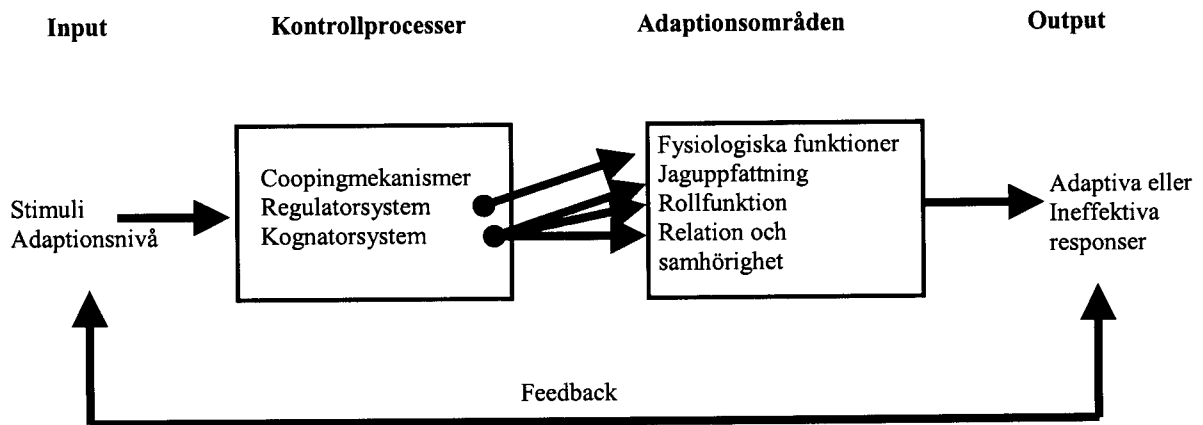 Input
Kontrollprocesser
Adaptionsområden
Output
Stimuli
Adaptionsnivå
Coopingmekanismer
Regulatorsystem
Kognatorsystem
Fysiologiska funktioner
Jaguppfattning
Rollfunktion
Relation och
samhörighet
Adaptiva eller
Ineffektiva
responser
Feedback